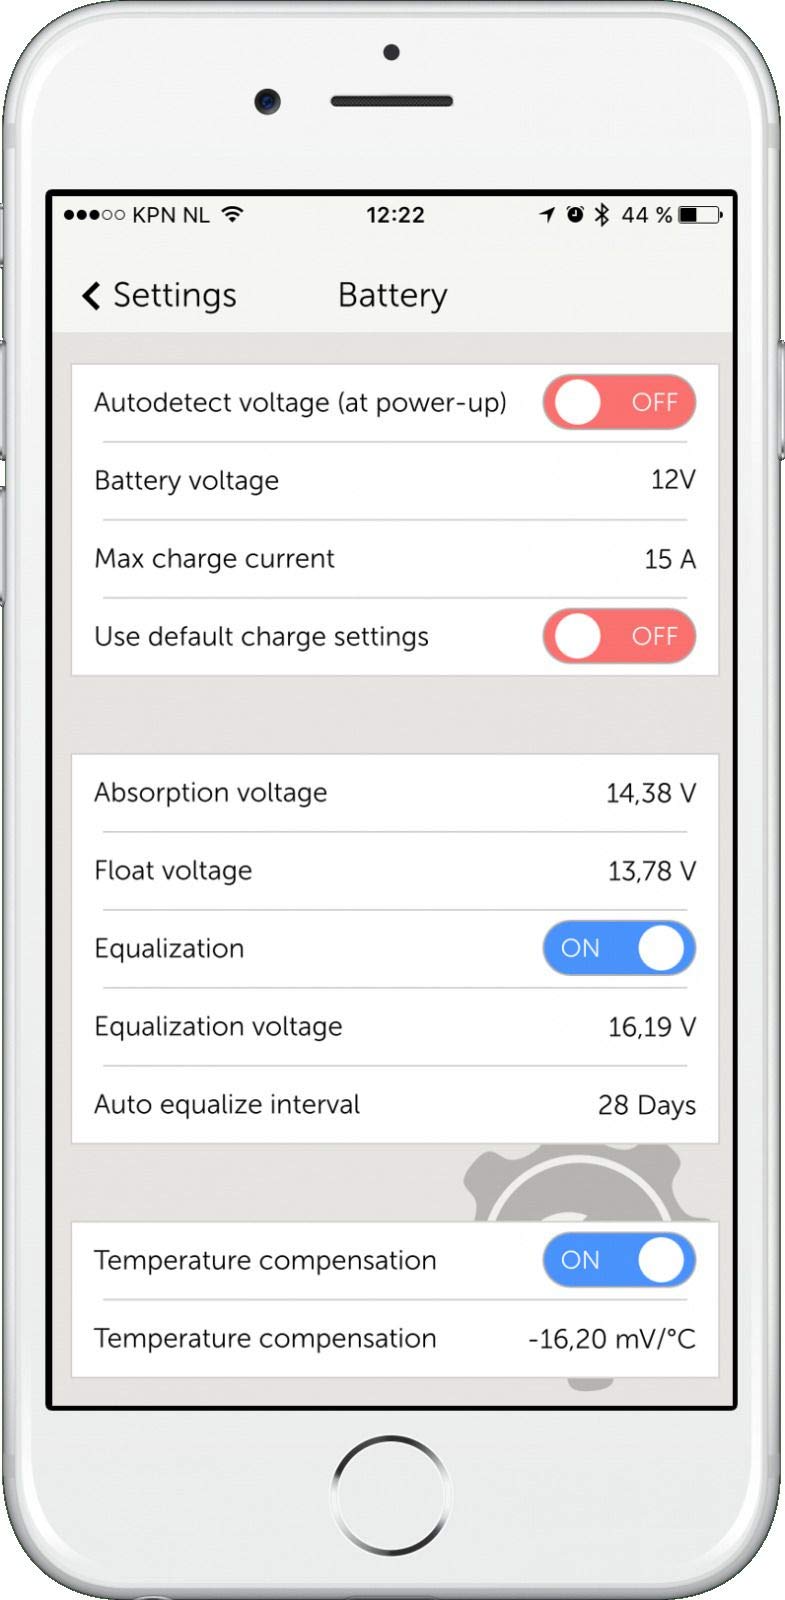 KPN NL 12:22 44 %
Settings Battery
Autodetect voltage (at power-up) OFF
Battery voltage 12V
Max charge current 15 A
Use default charge settings OFF
Absorption voltage 14,38 V
Float voltage 13,78 V
Equalization ON
Equalization voltage 16,19 V
Auto equalize interval 28 Days
Temperature compensation ON
Temperature compensation -16,20 mV/°C